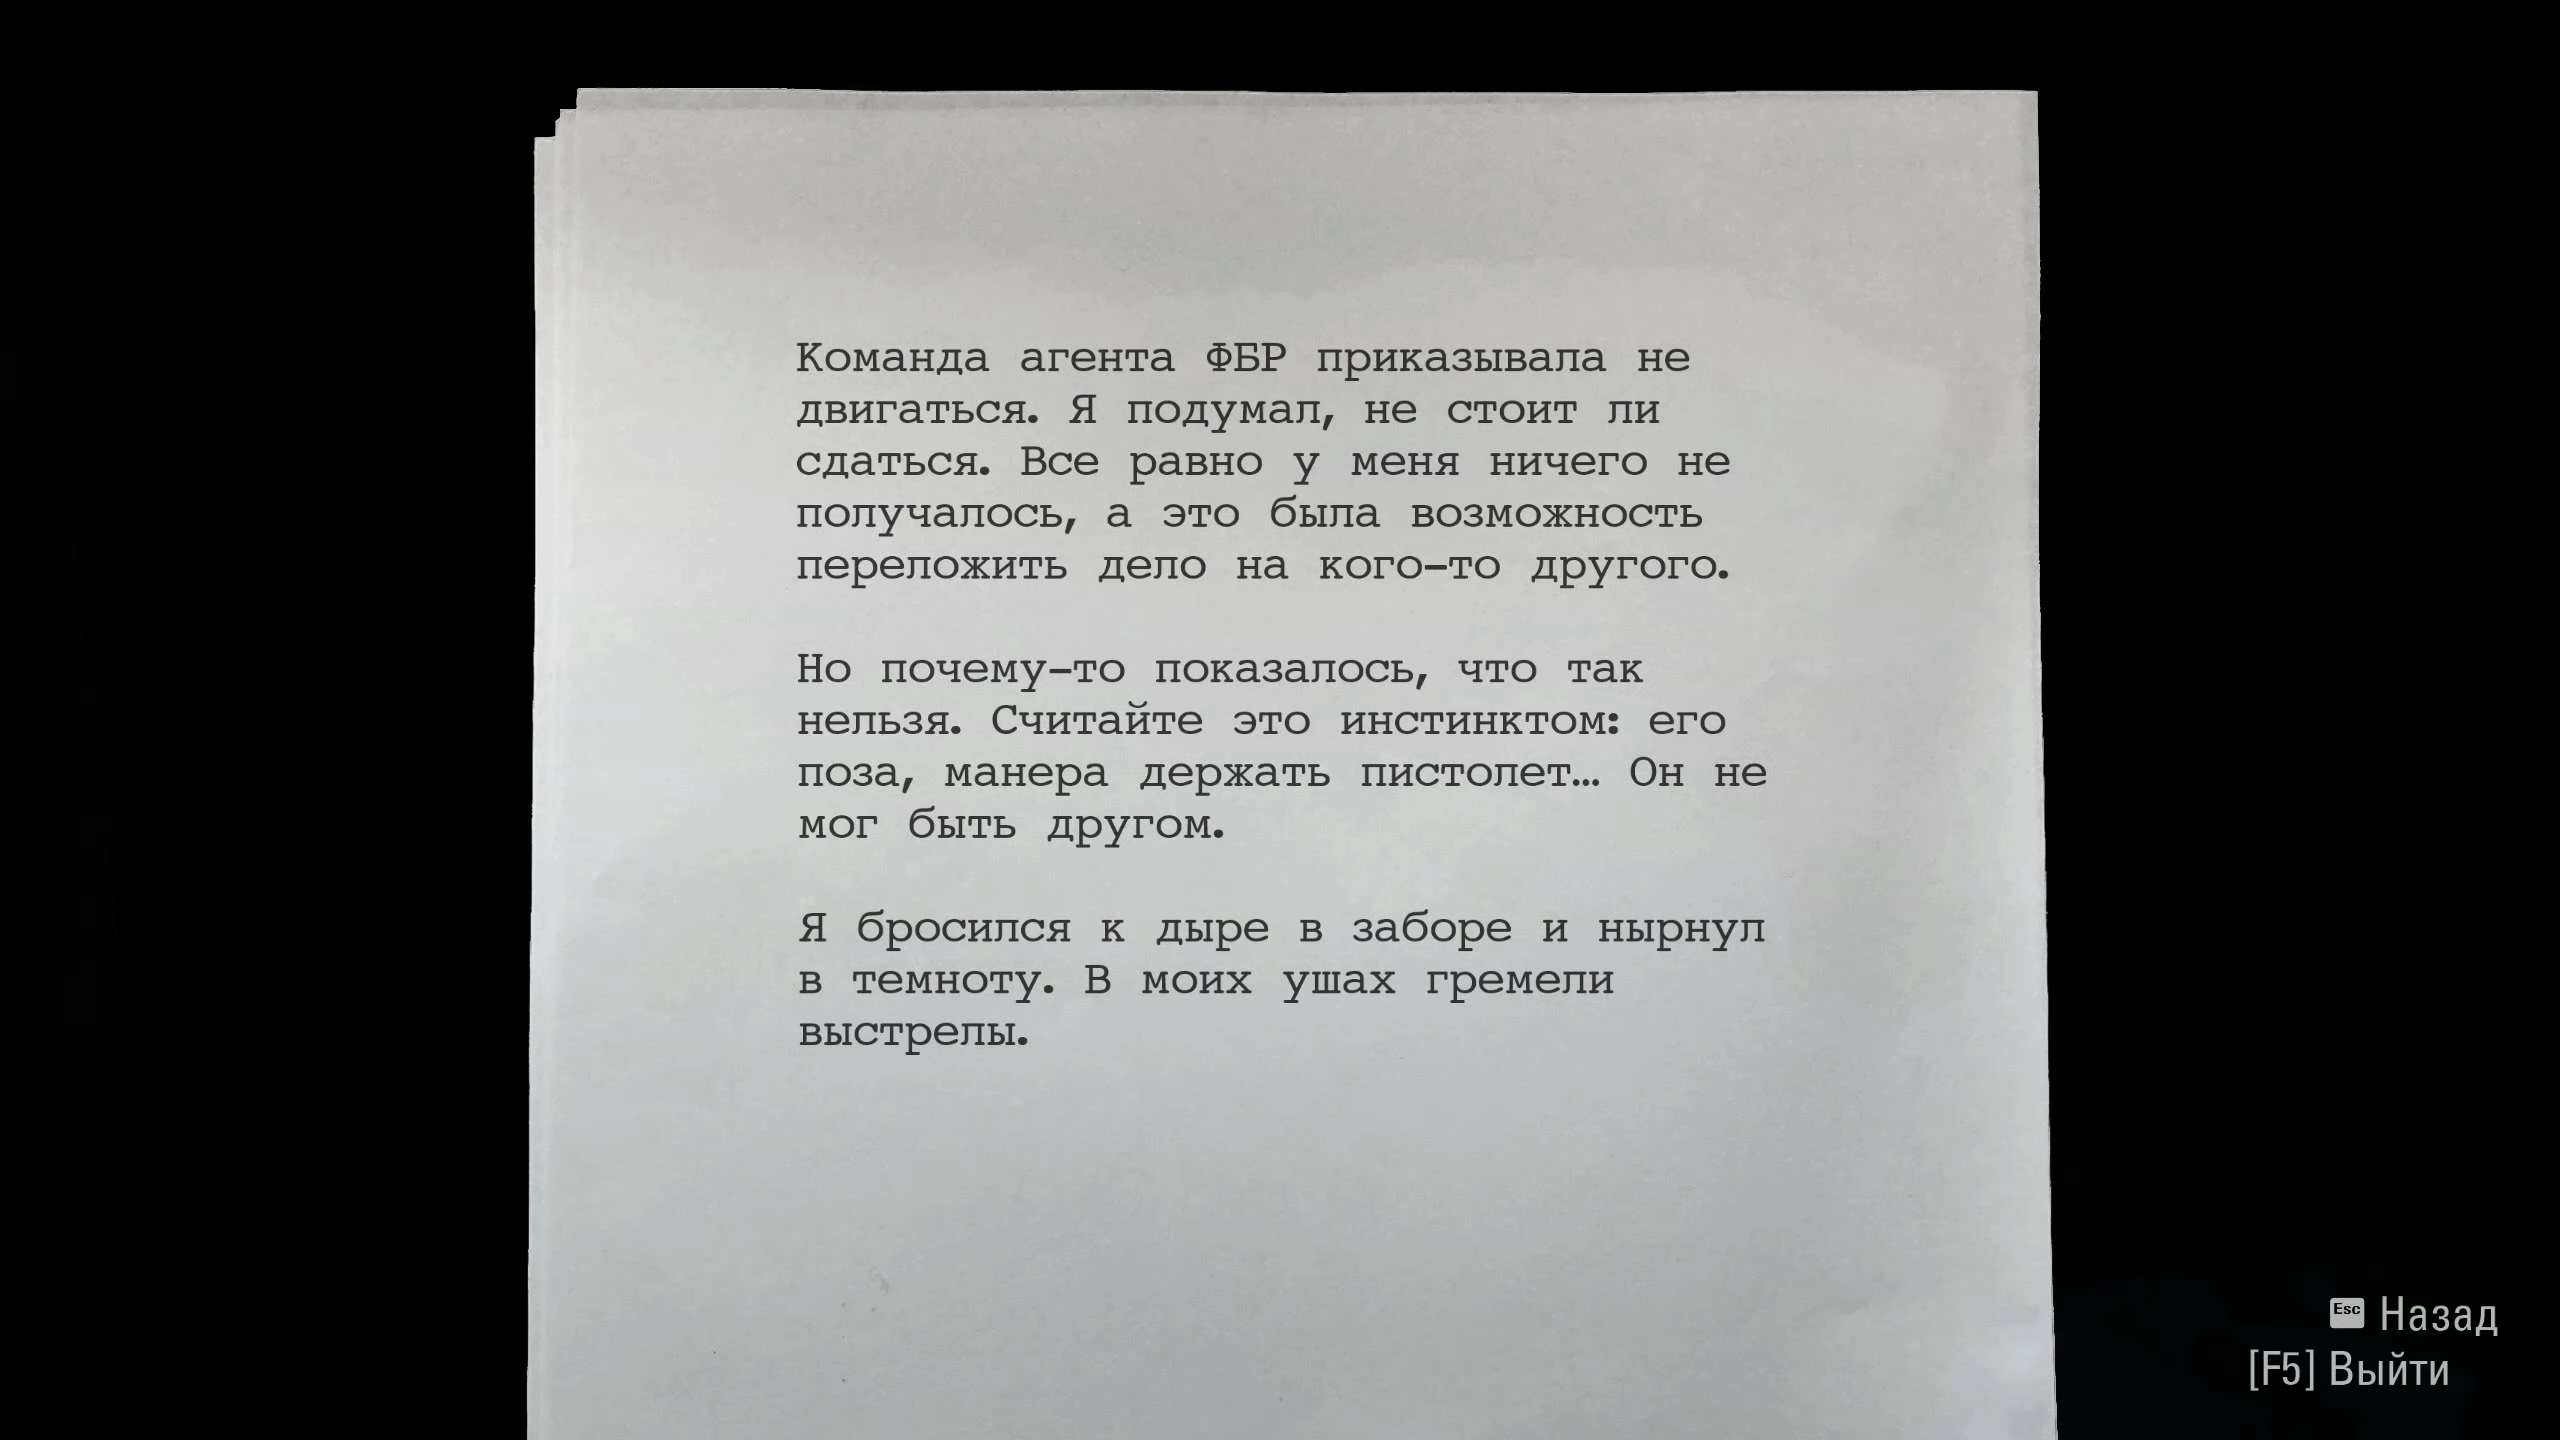 Команда агента ФБР приказывала не
двигаться. Я подумал, не стоит ли
сдаться. Все равно у меня ничего не
получалось, а это была возможность
переложить дело на кого-то другого.
Но почему-то показалось, что так
нельзя. Считайте это инстинктом: его
поза, манера держать пистолет… Он не
мог быть другом.
Я бросился к дыре в заборе и нырнул
в темноту. В моих ушах гремели
выстрелы.
Esc Назад
[F5] Выйти